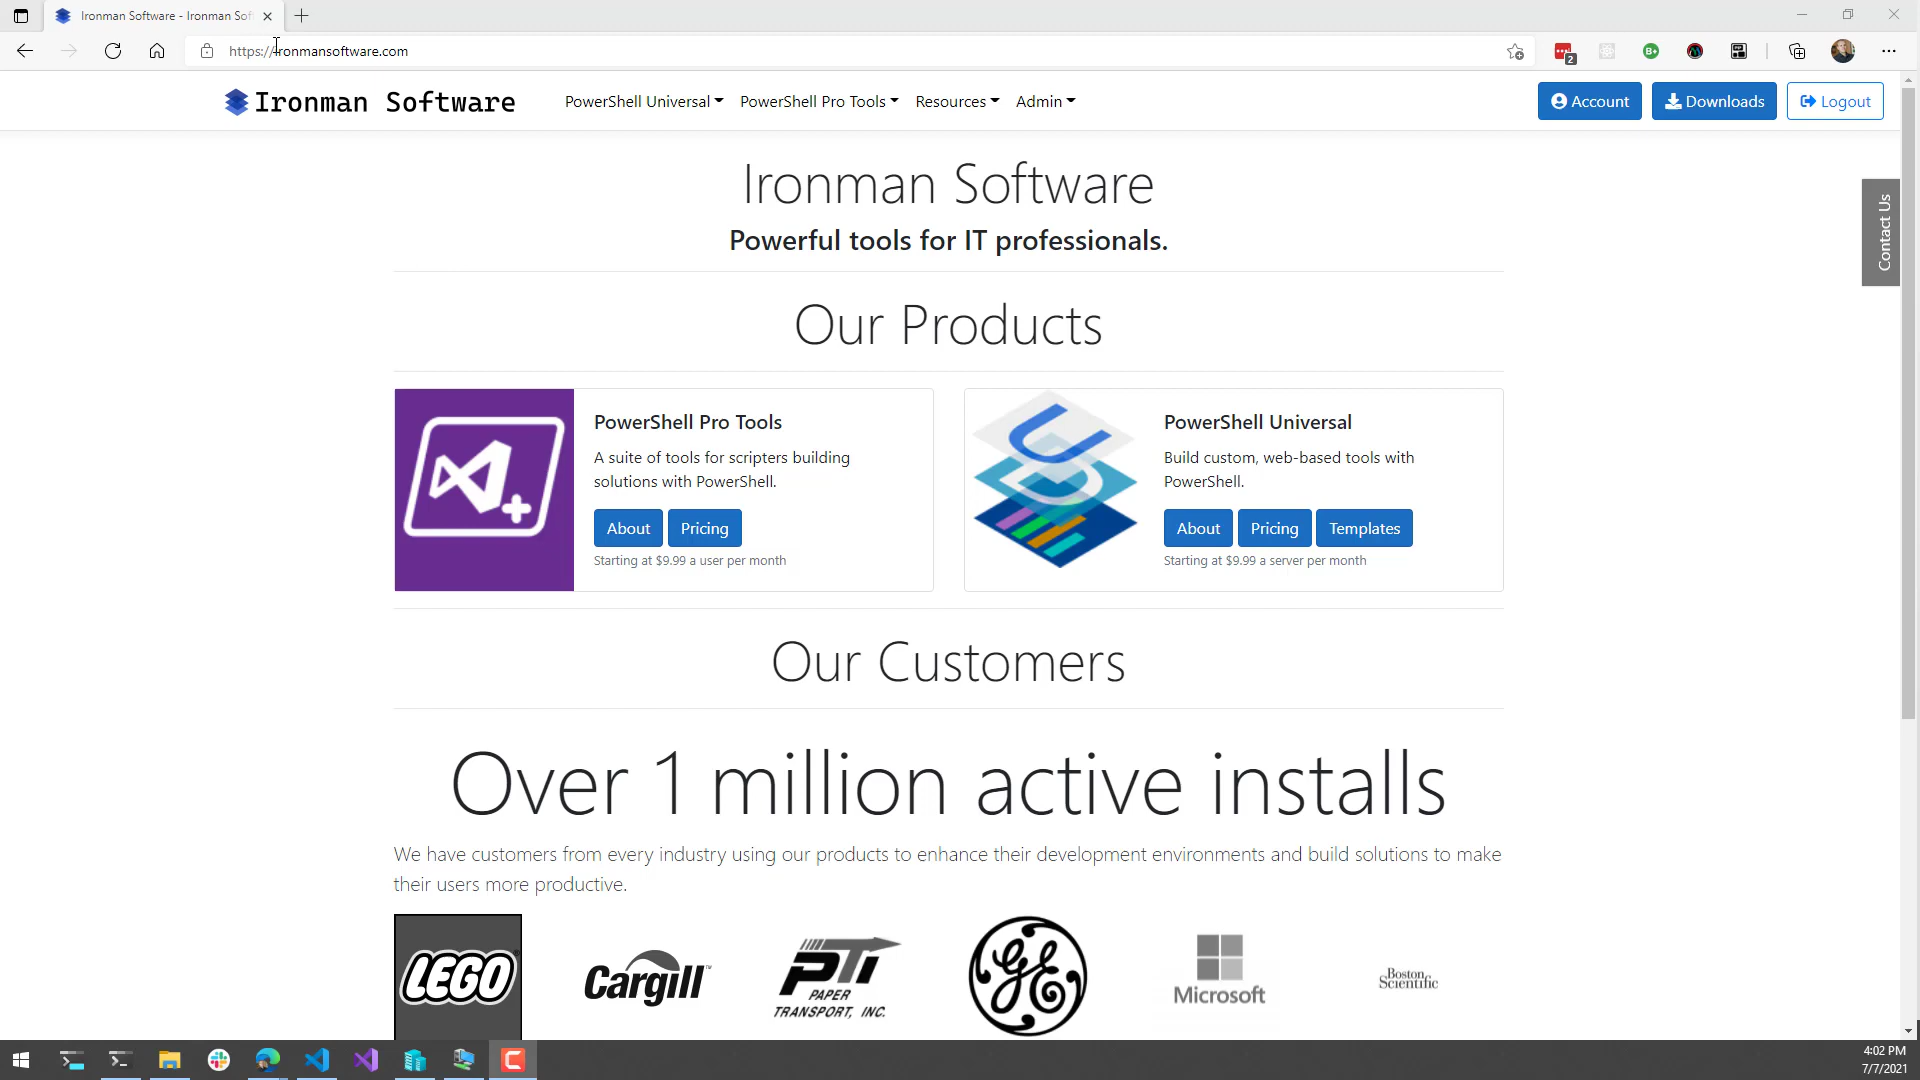 Ironman Software - Ironman Sof
https://ironmansoftware.com
2
Ironman Software
PowerShell Universal
PowerShell Pro Tools
Resources
Admin
Account
Downloads
Logout
Contact Us
Ironman Software
Powerful tools for IT professionals.
Our Products
PowerShell Pro Tools
A suite of tools for scripters building
solutions with PowerShell.
About
Pricing
Starting at $9.99 a user per month
PowerShell Universal
Build custom, web-based tools with
PowerShell.
About
Pricing
Templates
Starting at $9.99 a server per month
Our Customers
Over 1 million active installs
We have customers from every industry using our products to enhance their development environments and build solutions to make
their users more productive.
LEGO
Cargill™
PTI
PAPER
TRANSPORT, INC.
GE
Microsoft
Boston
Scientific
4:02 PM
7/7/2021